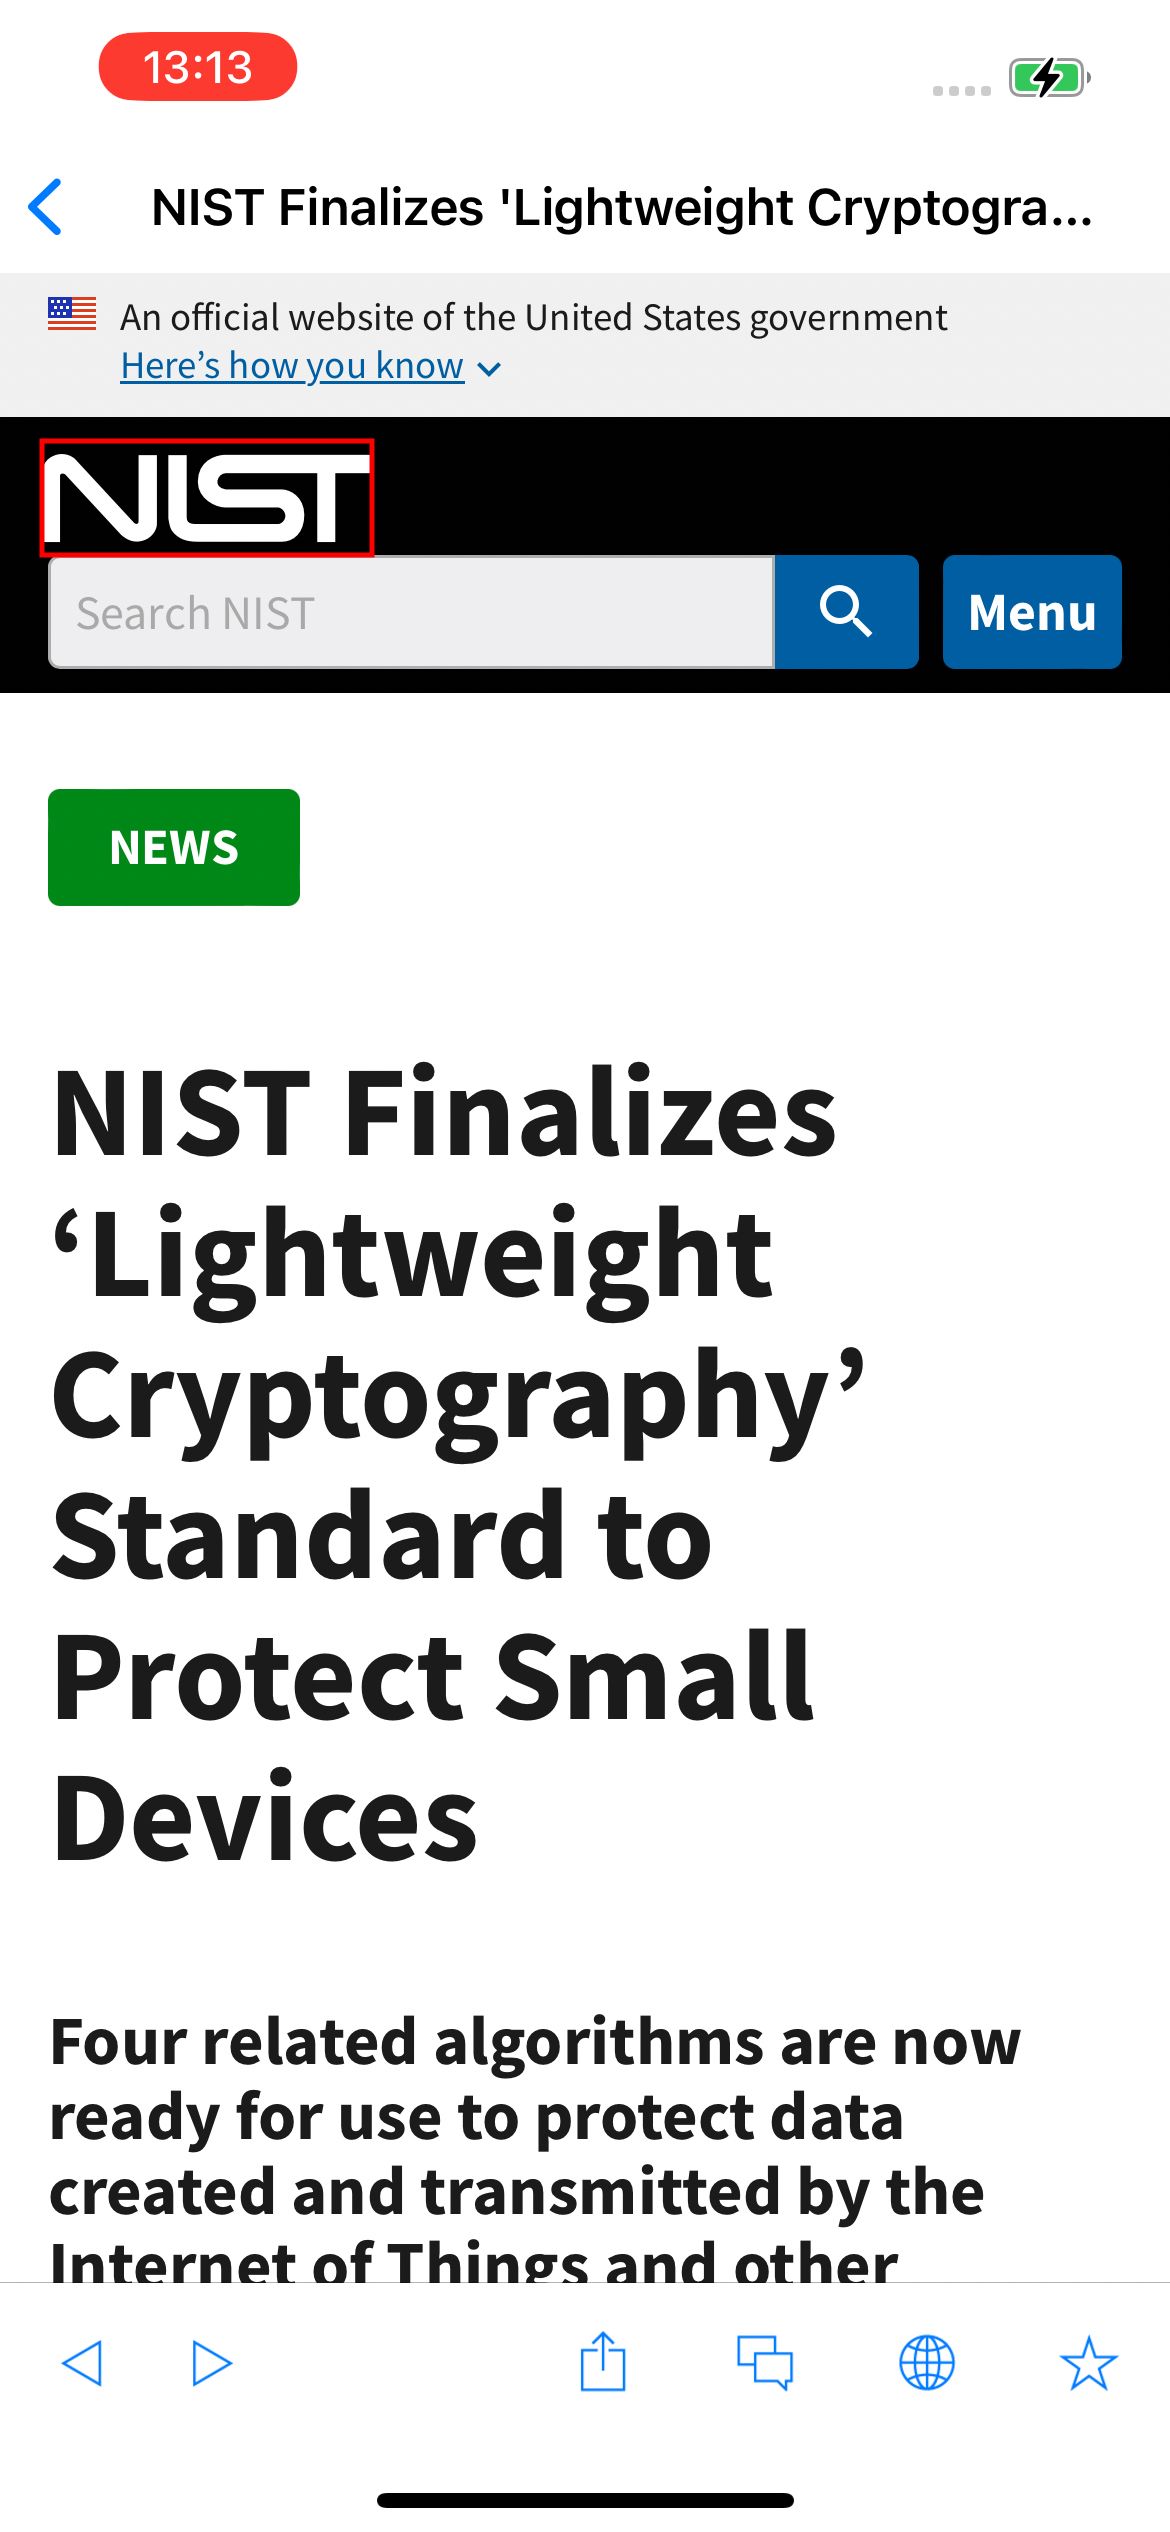 13:13
NIST Finalizes 'Lightweight Cryptogra...
An official website of the United States government
Here’s how you know
NIST
Search NIST
Menu
NEWS
NIST Finalizes
‘Lightweight
Cryptography’
Standard to
Protect Small
Devices
Four related algorithms are now
ready for use to protect data
created and transmitted by the
Internet of Things and other